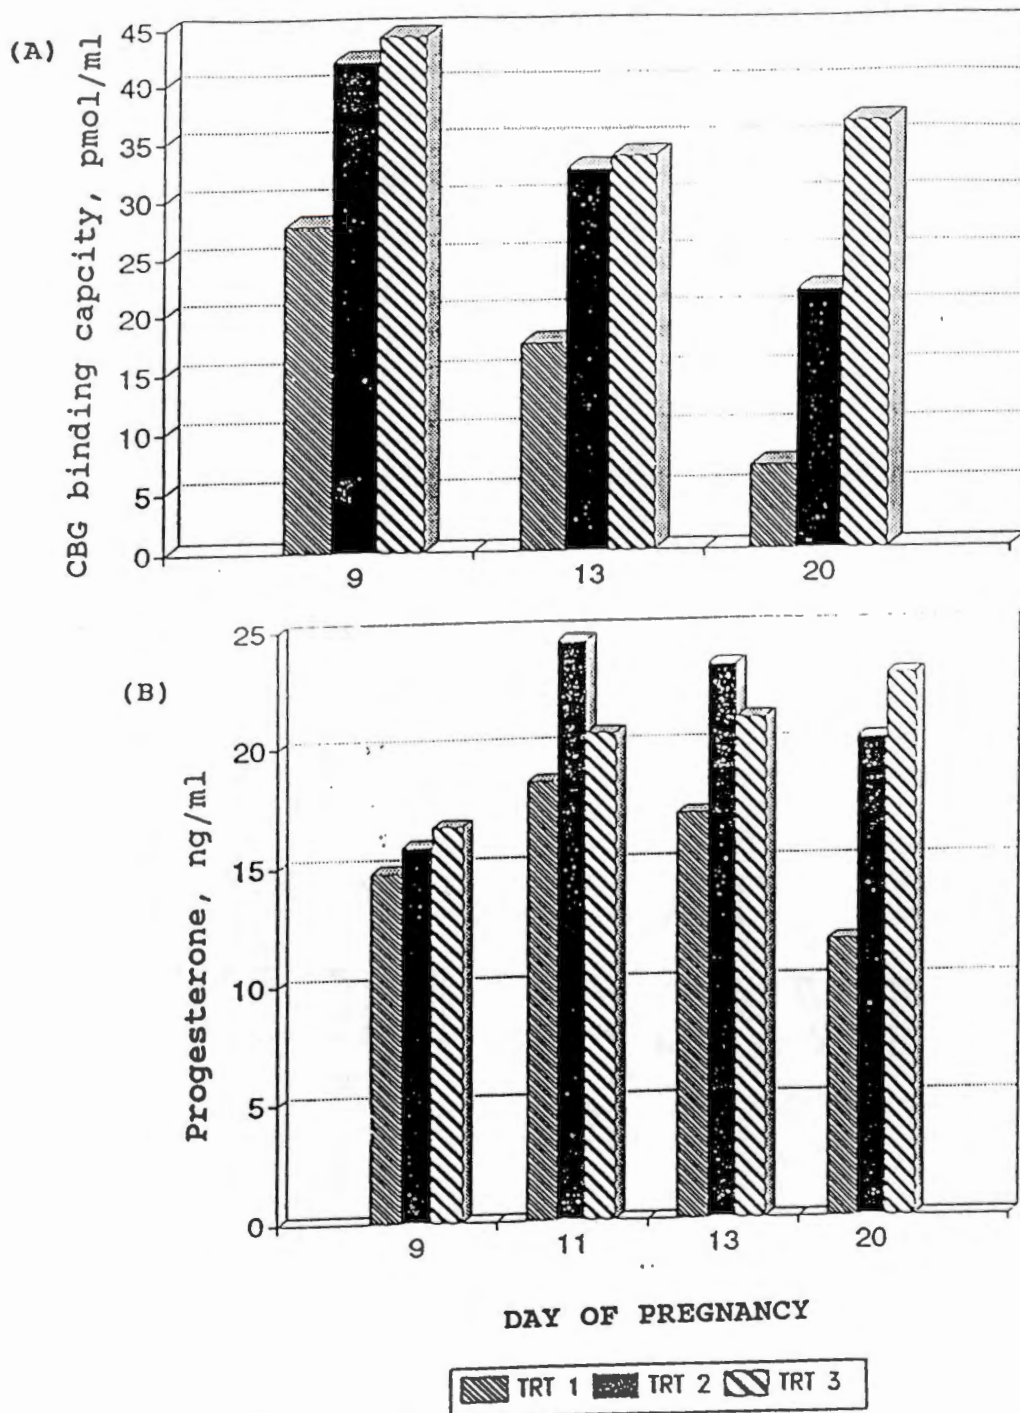 (A)
CBG binding capcity, pmol/ml
45
40
35
30
25
20
15
10
5
0
9 13 20
(B)
Progesterone, ng/ml
25
20
15
10
5
0
9 11 13 20
DAY OF PREGNANCY
TRT 1 TRT 2 TRT 3